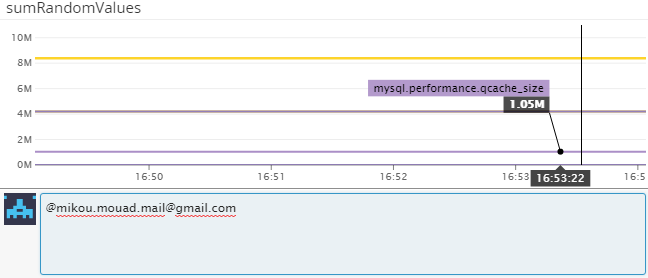 sumRandomValues
10M
8M
6M
4M
2M
0M
mysql.performance.qcache_size
1.05M
16:50
16:51
16:52
16:53
16:5
16:53:22
@mikou.mouad.mail@gmail.com